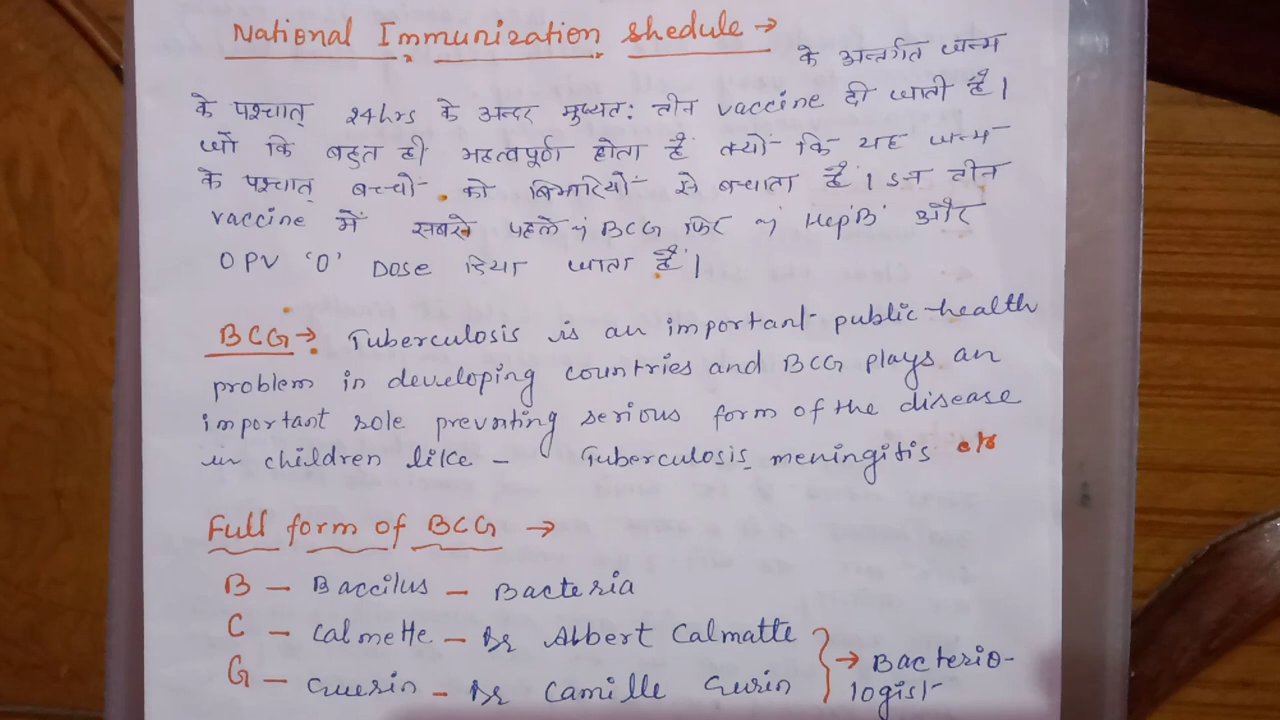 National Immunization Shedule →
के अन्तर्गत जन्म
के पश्चात् 24hrs के अन्दर मुख्यत: तीन vaccine दी जाती है।
जो कि बहुत ही महत्वपूर्ण होता है क्यों कि यह जन्म
के पश्चात् बच्चों को बिमारियों से बचाता है। इन तीन
vaccine में सबसे पहले BCG फिर Hep'B' और
OPV 'O' DOSE दिया जाता है।
BCG → Tuberculosis is an important public health
problem in developing countries and BCG plays an
important role preventing serious form of the disease
in children like - Tuberculosis meningitis etc
Full form of BCG →
B - Baccilus - Bacteria
C - Calmette - Dr Albert Calmatte
G - Guerin - Dr Camille Gurin } → Bacterio-
logist